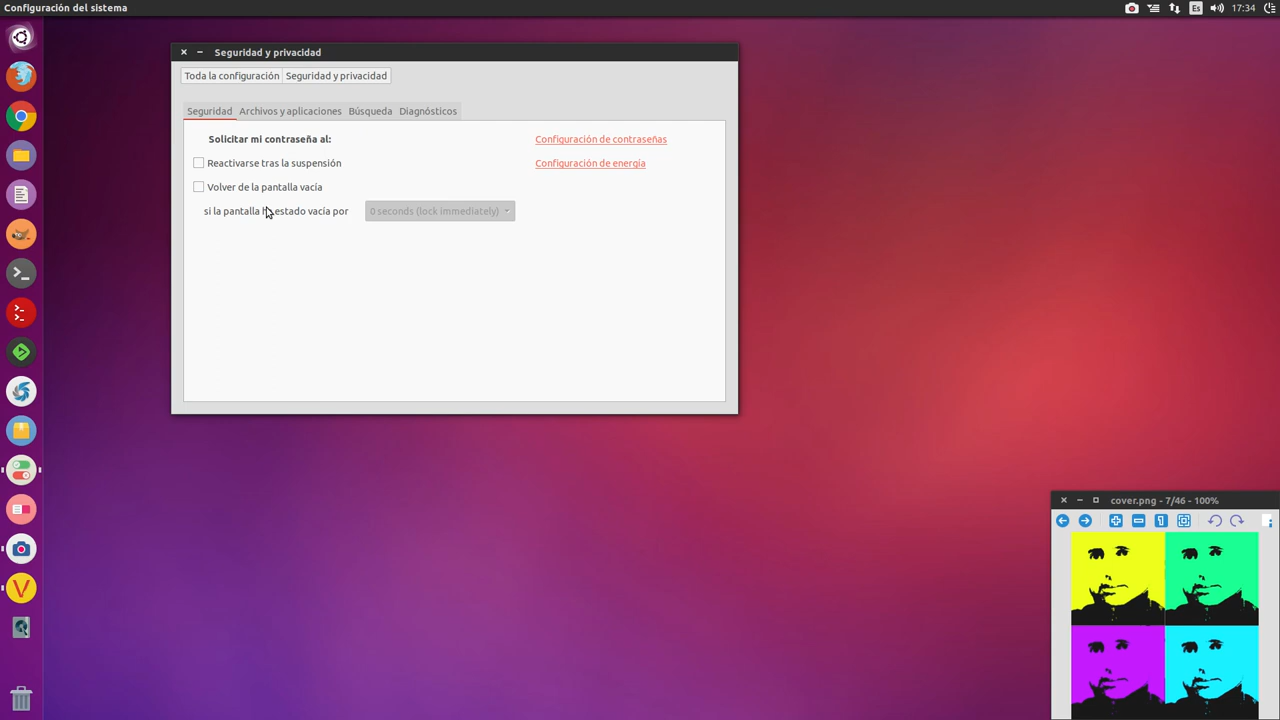 Configuración del sistema
Es
17:34
Seguridad y privacidad
Toda la configuración
Seguridad y privacidad
Seguridad
Archivos y aplicaciones
Búsqueda
Diagnósticos
Solicitar mi contraseña al:
Configuración de contraseñas
Reactivarse tras la suspensión
Configuración de energía
Volver de la pantalla vacía
si la pantalla ha estado vacía por
0 seconds (lock immediately)
cover.png - 7/46 - 100%
V